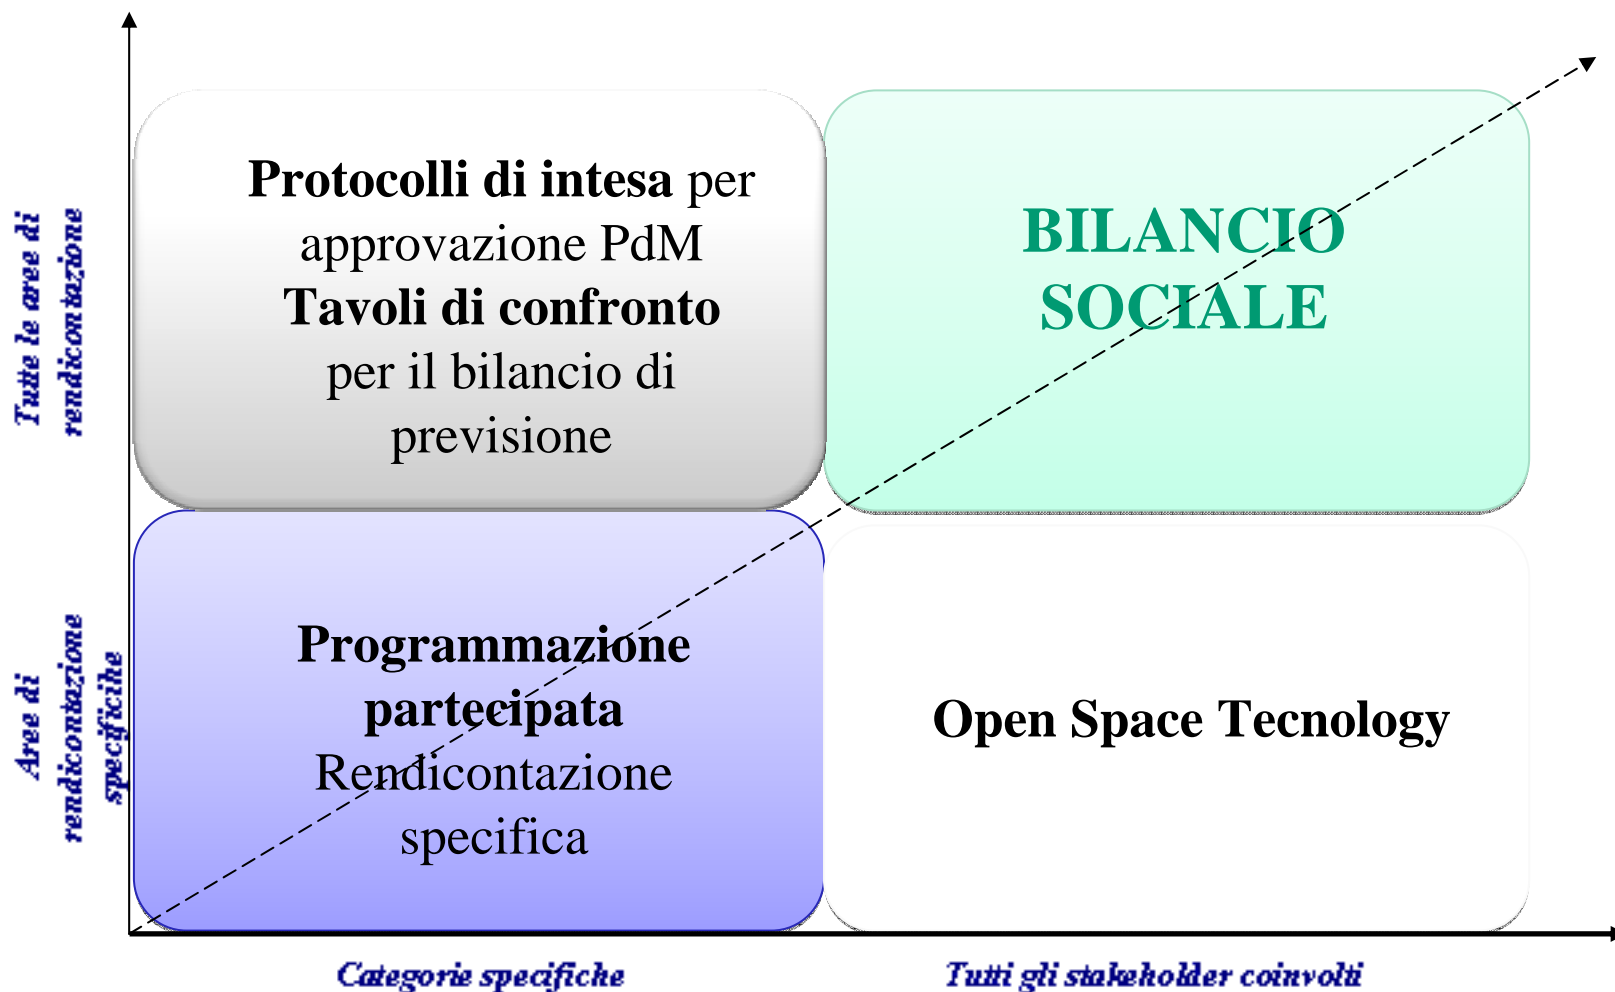 Tutte le aree di
rendicontazione
Protocolli di intesa per
approvazione PdM
Tavoli di confronto
per il bilancio di
previsione
BILANCIO
SOCIALE
Aree di
rendicontazione
specificihe
Programmazione
partecipata
Rendicontazione
specifica
Open Space Tecnology
Categorie specifiche
Tutti gli stakeholder coinvolti